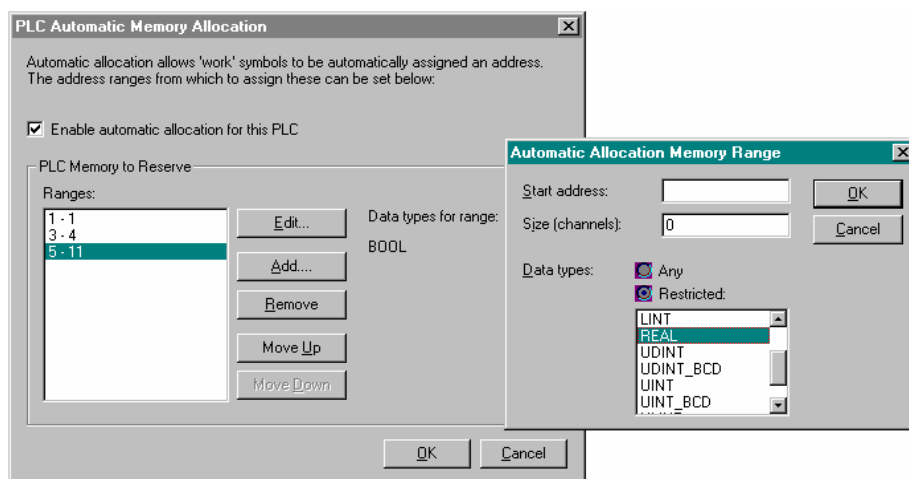 PLC Automatic Memory Allocation
Automatic allocation allows 'work' symbols to be automatically assigned an address.
The address ranges from which to assign these can be set below:
Enable automatic allocation for this PLC
PLC Memory to Reserve
Ranges:
1 - 1
3 - 4
5 - 11
Edit...
Add....
Remove
Move Up
Move Down
Data types for range:
BOOL
OK
Cancel
Automatic Allocation Memory Range
Start address:
Size (channels):
0
OK
Cancel
Data types:
Any
Restricted:
LINT
REAL
UDINT
UDINT_BCD
UINT
UINT_BCD